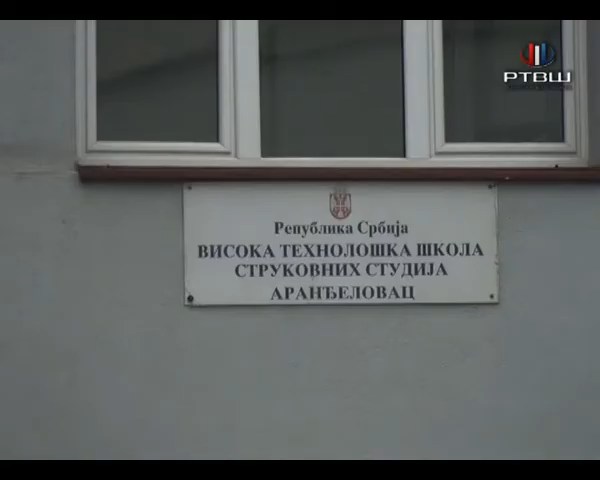 РТВШ
Република Србија
ВИСОКА ТЕХНОЛОШКА ШКОЛА
СТРУКОВНИХ СТУДИЈА
АРАНЂЕЛОВАЦ